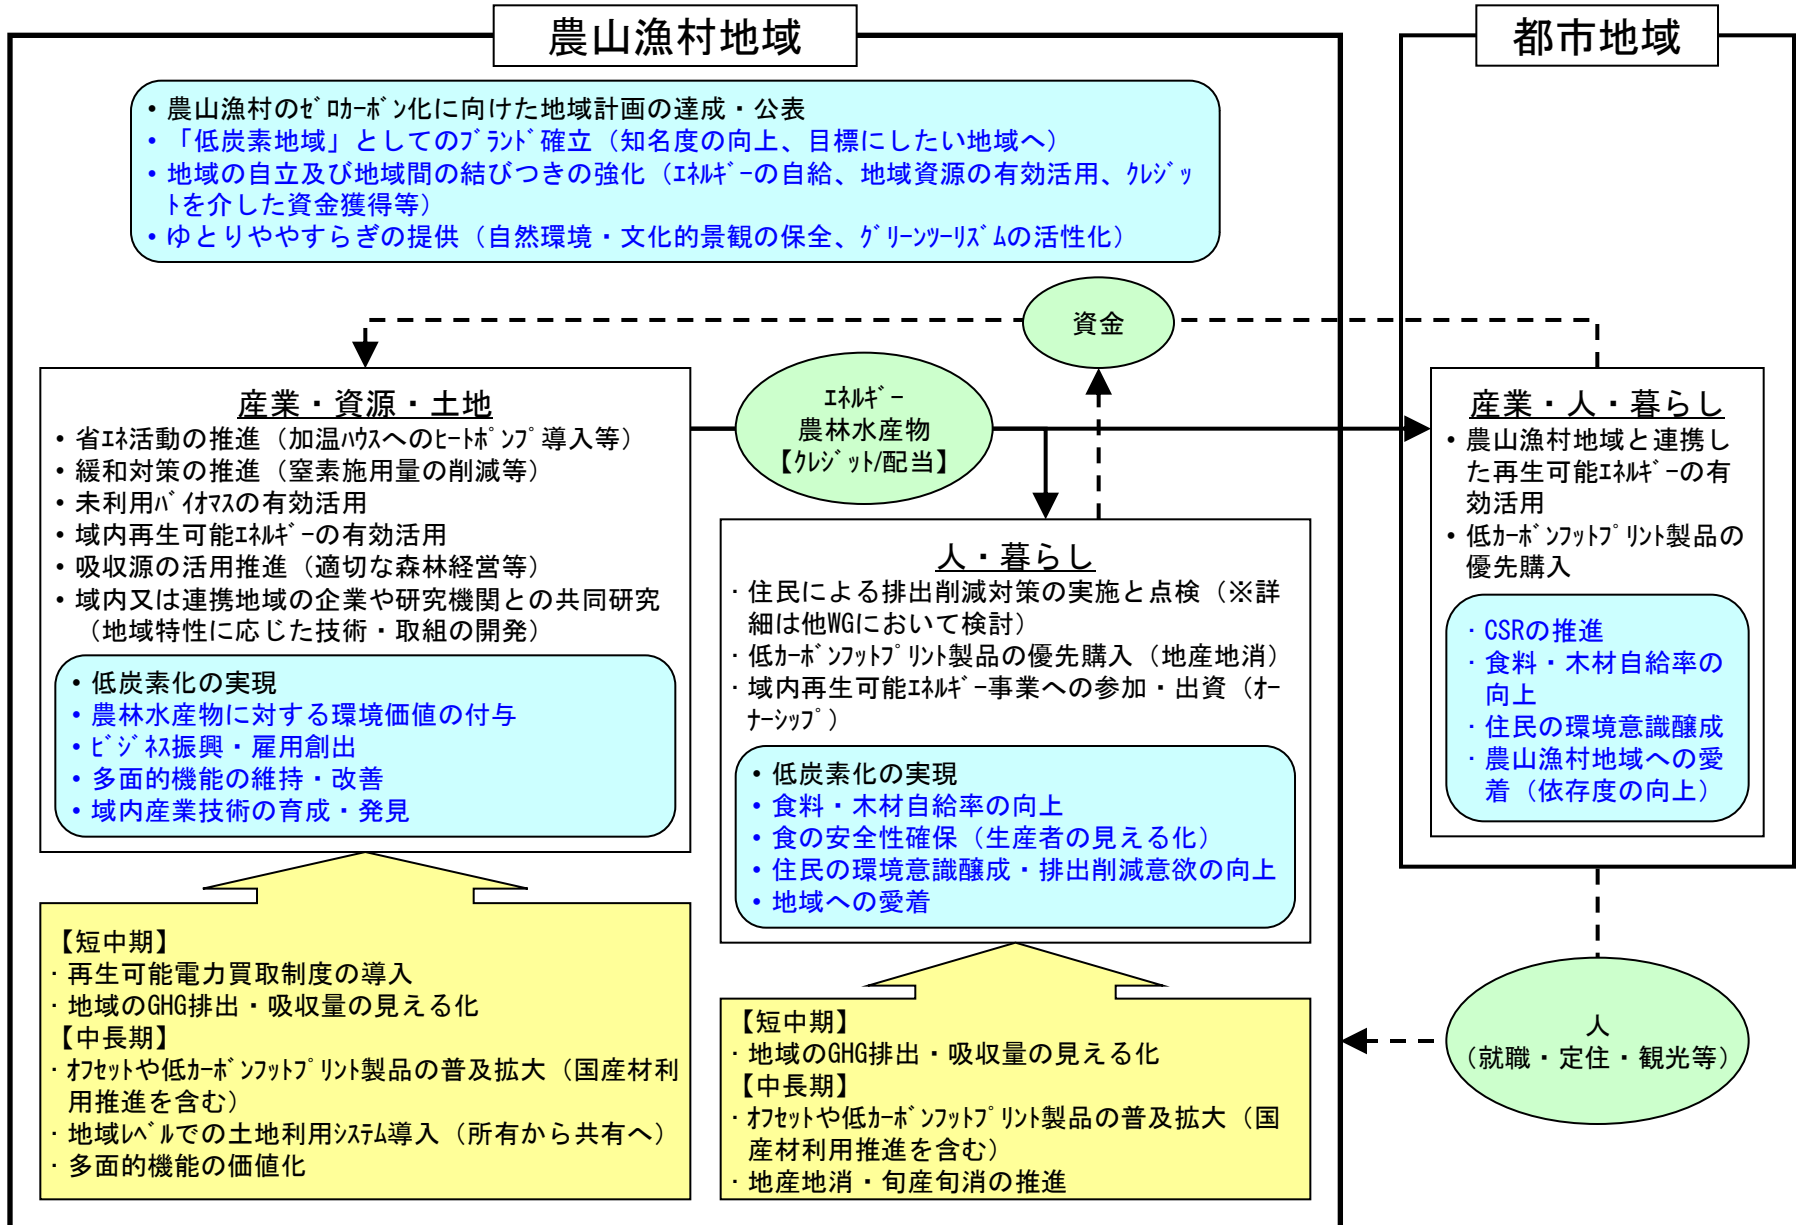 農山漁村地域
・農山漁村のｾﾞﾛｶｰﾎﾞﾝ化に向けた地域計画の達成・公表
・「低炭素地域」としてのﾌﾞﾗﾝﾄﾞ確立（知名度の向上、目標にしたい地域へ）
・地域の自立及び地域間の結びつきの強化（ｴﾈﾙｷﾞｰの自給、地域資源の有効活用、ｸﾚｼﾞｯ
ﾄを介した資金獲得等）
・ゆとりややすらぎの提供（自然環境・文化的景観の保全、ｸﾞﾘｰﾝﾂｰﾘｽﾞﾑの活性化）
資金
産業・資源・土地
・省ｴﾈ活動の推進（加温ﾊｳｽへのﾋｰﾄﾎﾟﾝﾌﾟ導入等）
・緩和対策の推進（窒素施用量の削減等）
・未利用ﾊﾞｲｵﾏｽの有効活用
・域内再生可能ｴﾈﾙｷﾞｰの有効活用
・吸収源の活用推進（適切な森林経営等）
・域内又は連携地域の企業や研究機関との共同研究
（地域特性に応じた技術・取組の開発）
・低炭素化の実現
・農林水産物に対する環境価値の付与
・ﾋﾞｼﾞﾈｽ振興・雇用創出
・多面的機能の維持・改善
・域内産業技術の育成・発見
【短中期】
・再生可能電力買取制度の導入
・地域のGHG排出・吸収量の見える化
【中長期】
・ｵﾌｾｯﾄや低ｶｰﾎﾞﾝﾌｯﾄﾌﾟﾘﾝﾄ製品の普及拡大（国産材利
用推進を含む）
・地域ﾚﾍﾞﾙでの土地利用ｼｽﾃﾑ導入（所有から共有へ）
・多面的機能の価値化
ｴﾈﾙｷﾞｰ
農林水産物
【ｸﾚｼﾞｯﾄ/配当】
人・暮らし
・住民による排出削減対策の実施と点検（※詳
細は他WGにおいて検討）
・低ｶｰﾎﾞﾝﾌｯﾄﾌﾟﾘﾝﾄ製品の優先購入（地産地消）
・域内再生可能ｴﾈﾙｷﾞｰ事業への参加・出資（ｵｰ
ﾅｰｼｯﾌﾟ）
・低炭素化の実現
・食料・木材自給率の向上
・食の安全性確保（生産者の見える化）
・住民の環境意識醸成・排出削減意欲の向上
・地域への愛着
【短中期】
・地域のGHG排出・吸収量の見える化
【中長期】
・ｵﾌｾｯﾄや低ｶｰﾎﾞﾝﾌｯﾄﾌﾟﾘﾝﾄ製品の普及拡大（国
産材利用推進を含む）
・地産地消・旬産旬消の推進
都市地域
産業・人・暮らし
・農山漁村地域と連携し
た再生可能ｴﾈﾙｷﾞｰの有
効活用
・低ｶｰﾎﾞﾝﾌｯﾄﾌﾟﾘﾝﾄ製品の
優先購入
・CSRの推進
・食料・木材自給率の
向上
・住民の環境意識醸成
・農山漁村地域への愛
着（依存度の向上）
人
（就職・定住・観光等）